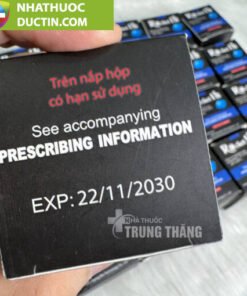 NHATHUOC
DUCTIN.COM
Trên nắp hộp
có hạn sử dụng
See accompanying
PRESCRIBING INFORMATION
EXP: 22/11/2030
NHÀ THUỐC
TRUNG THẮNG